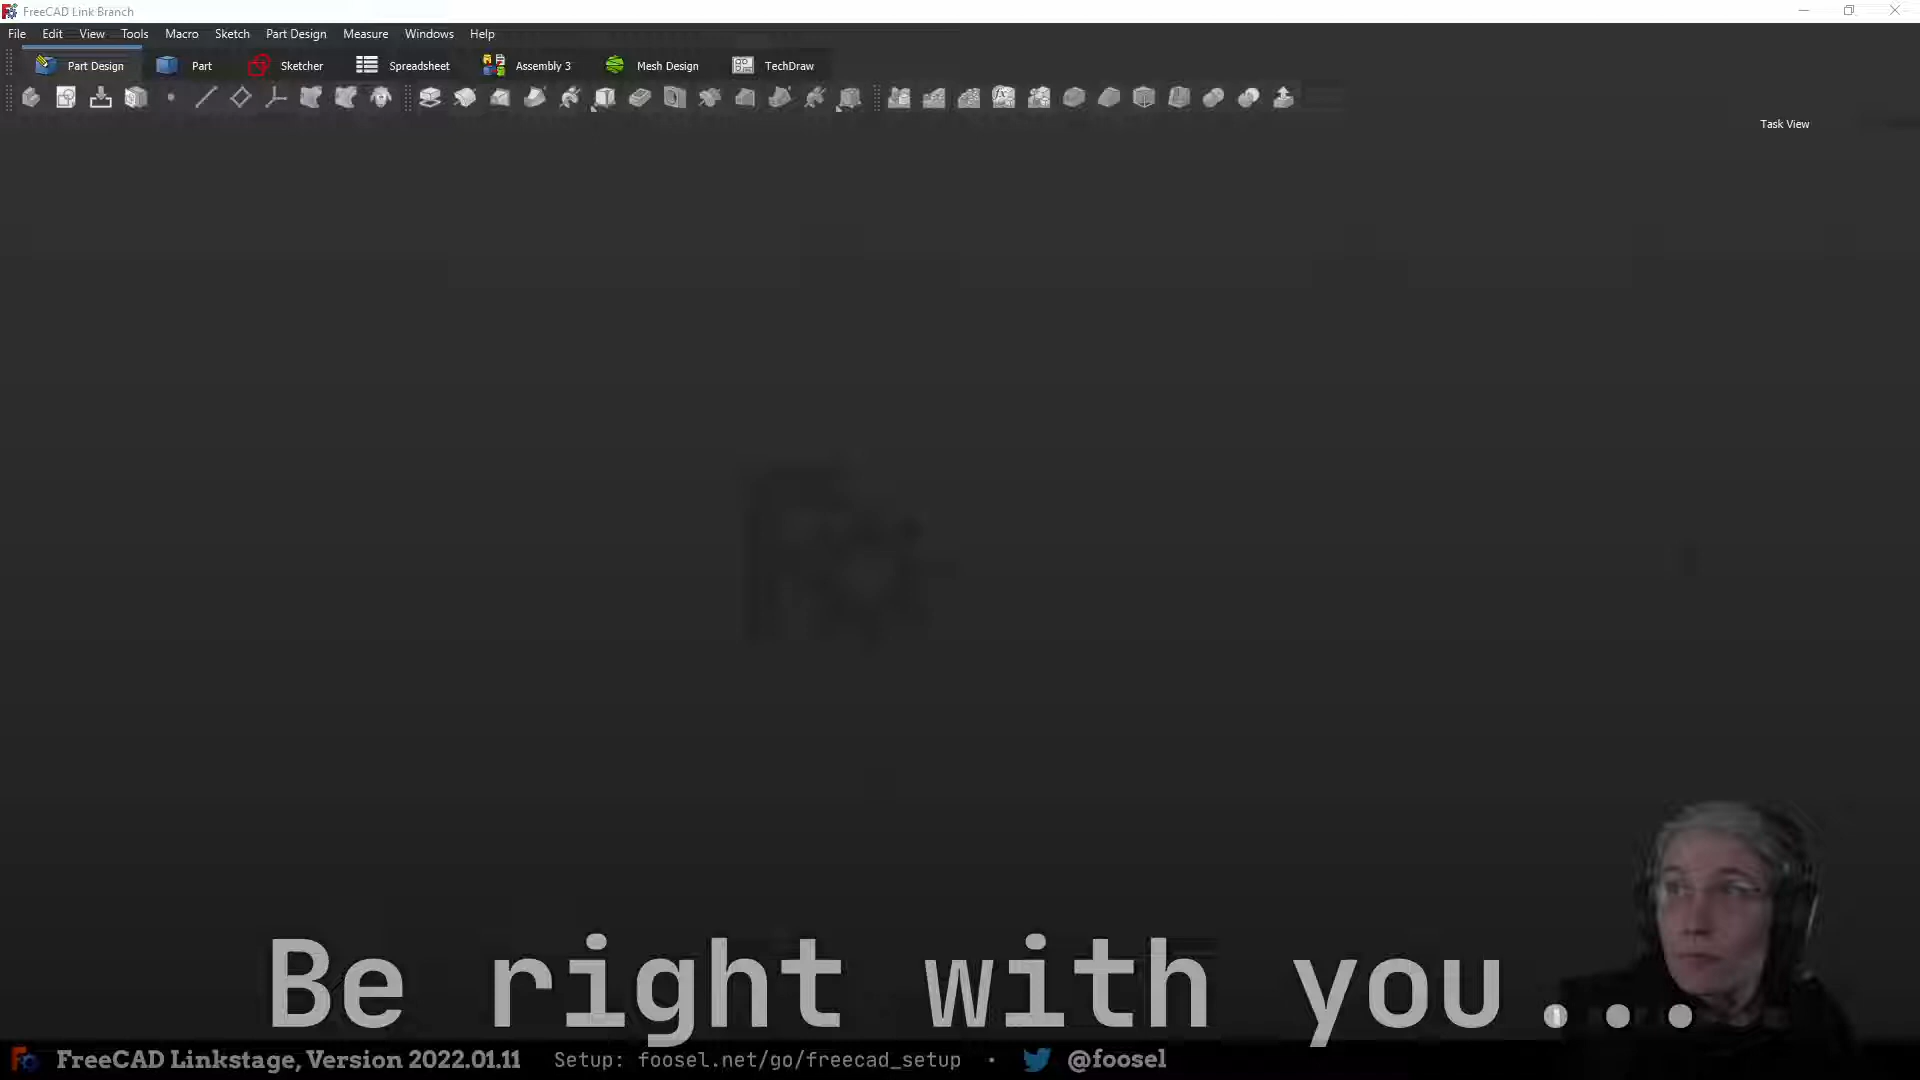 FreeCAD Link Branch
File Edit View Tools Macro Sketch Part Design Measure Windows Help
Part Design Part Sketcher Spreadsheet Assembly 3 Mesh Design TechDraw
Task View
Be right with you...
FreeCAD Linkstage, Version 2022.01.11 Setup: foosel.net/go/freecad_setup • @foosel